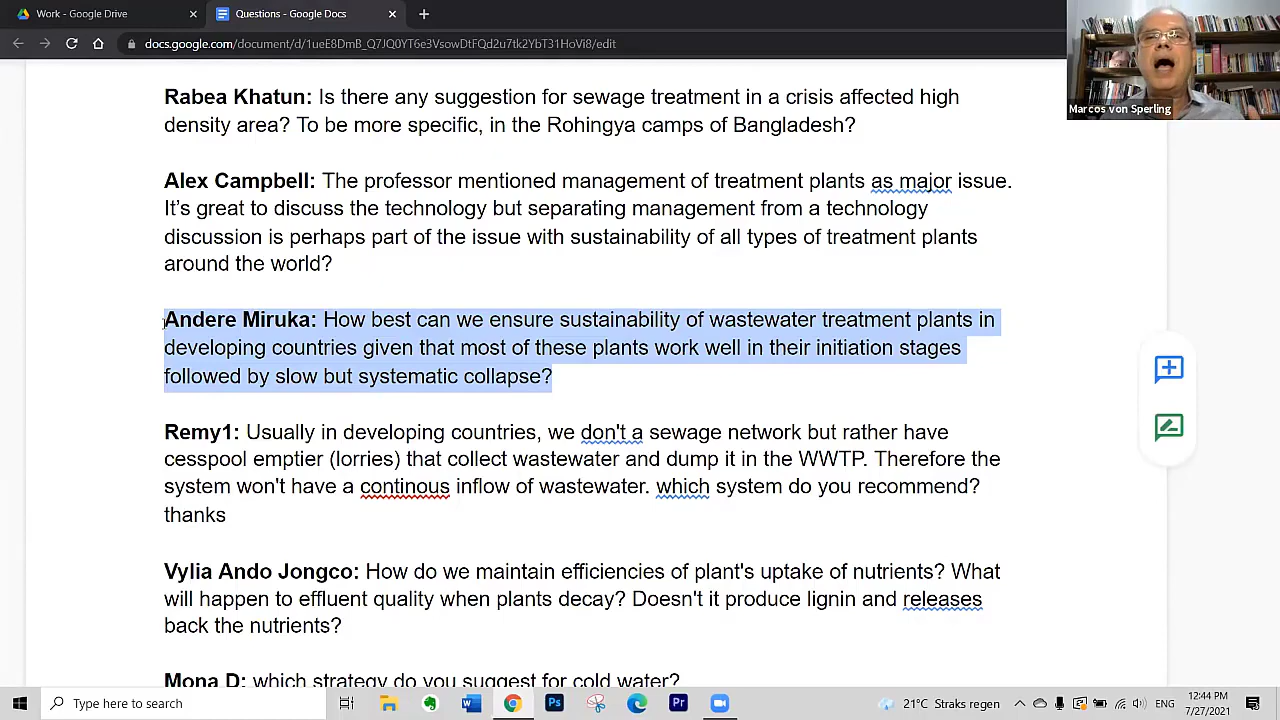 Work - Google Drive
Questions - Google Docs
docs.google.com/document/d/1ueE8DmB_Q7JQ0YT6e3VsowDtFQd2u7tk2YbT31HoVi8/edit
Marcos von Sperling
Rabea Khatun: Is there any suggestion for sewage treatment in a crisis affected high
density area? To be more specific, in the Rohingya camps of Bangladesh?
Alex Campbell: The professor mentioned management of treatment plants as major issue.
It’s great to discuss the technology but separating management from a technology
discussion is perhaps part of the issue with sustainability of all types of treatment plants
around the world?
Andere Miruka: How best can we ensure sustainability of wastewater treatment plants in
developing countries given that most of these plants work well in their initiation stages
followed by slow but systematic collapse?
Remy1: Usually in developing countries, we don't a sewage network but rather have
cesspool emptier (lorries) that collect wastewater and dump it in the WWTP. Therefore the
system won't have a continous inflow of wastewater. which system do you recommend?
thanks
Vylia Ando Jongco: How do we maintain efficiencies of plant's uptake of nutrients? What
will happen to effluent quality when plants decay? Doesn't it produce lignin and releases
back the nutrients?
Mona D: which strategy do you suggest for cold water?
Type here to search
21°C Straks regen
ENG
12:44 PM
7/27/2021